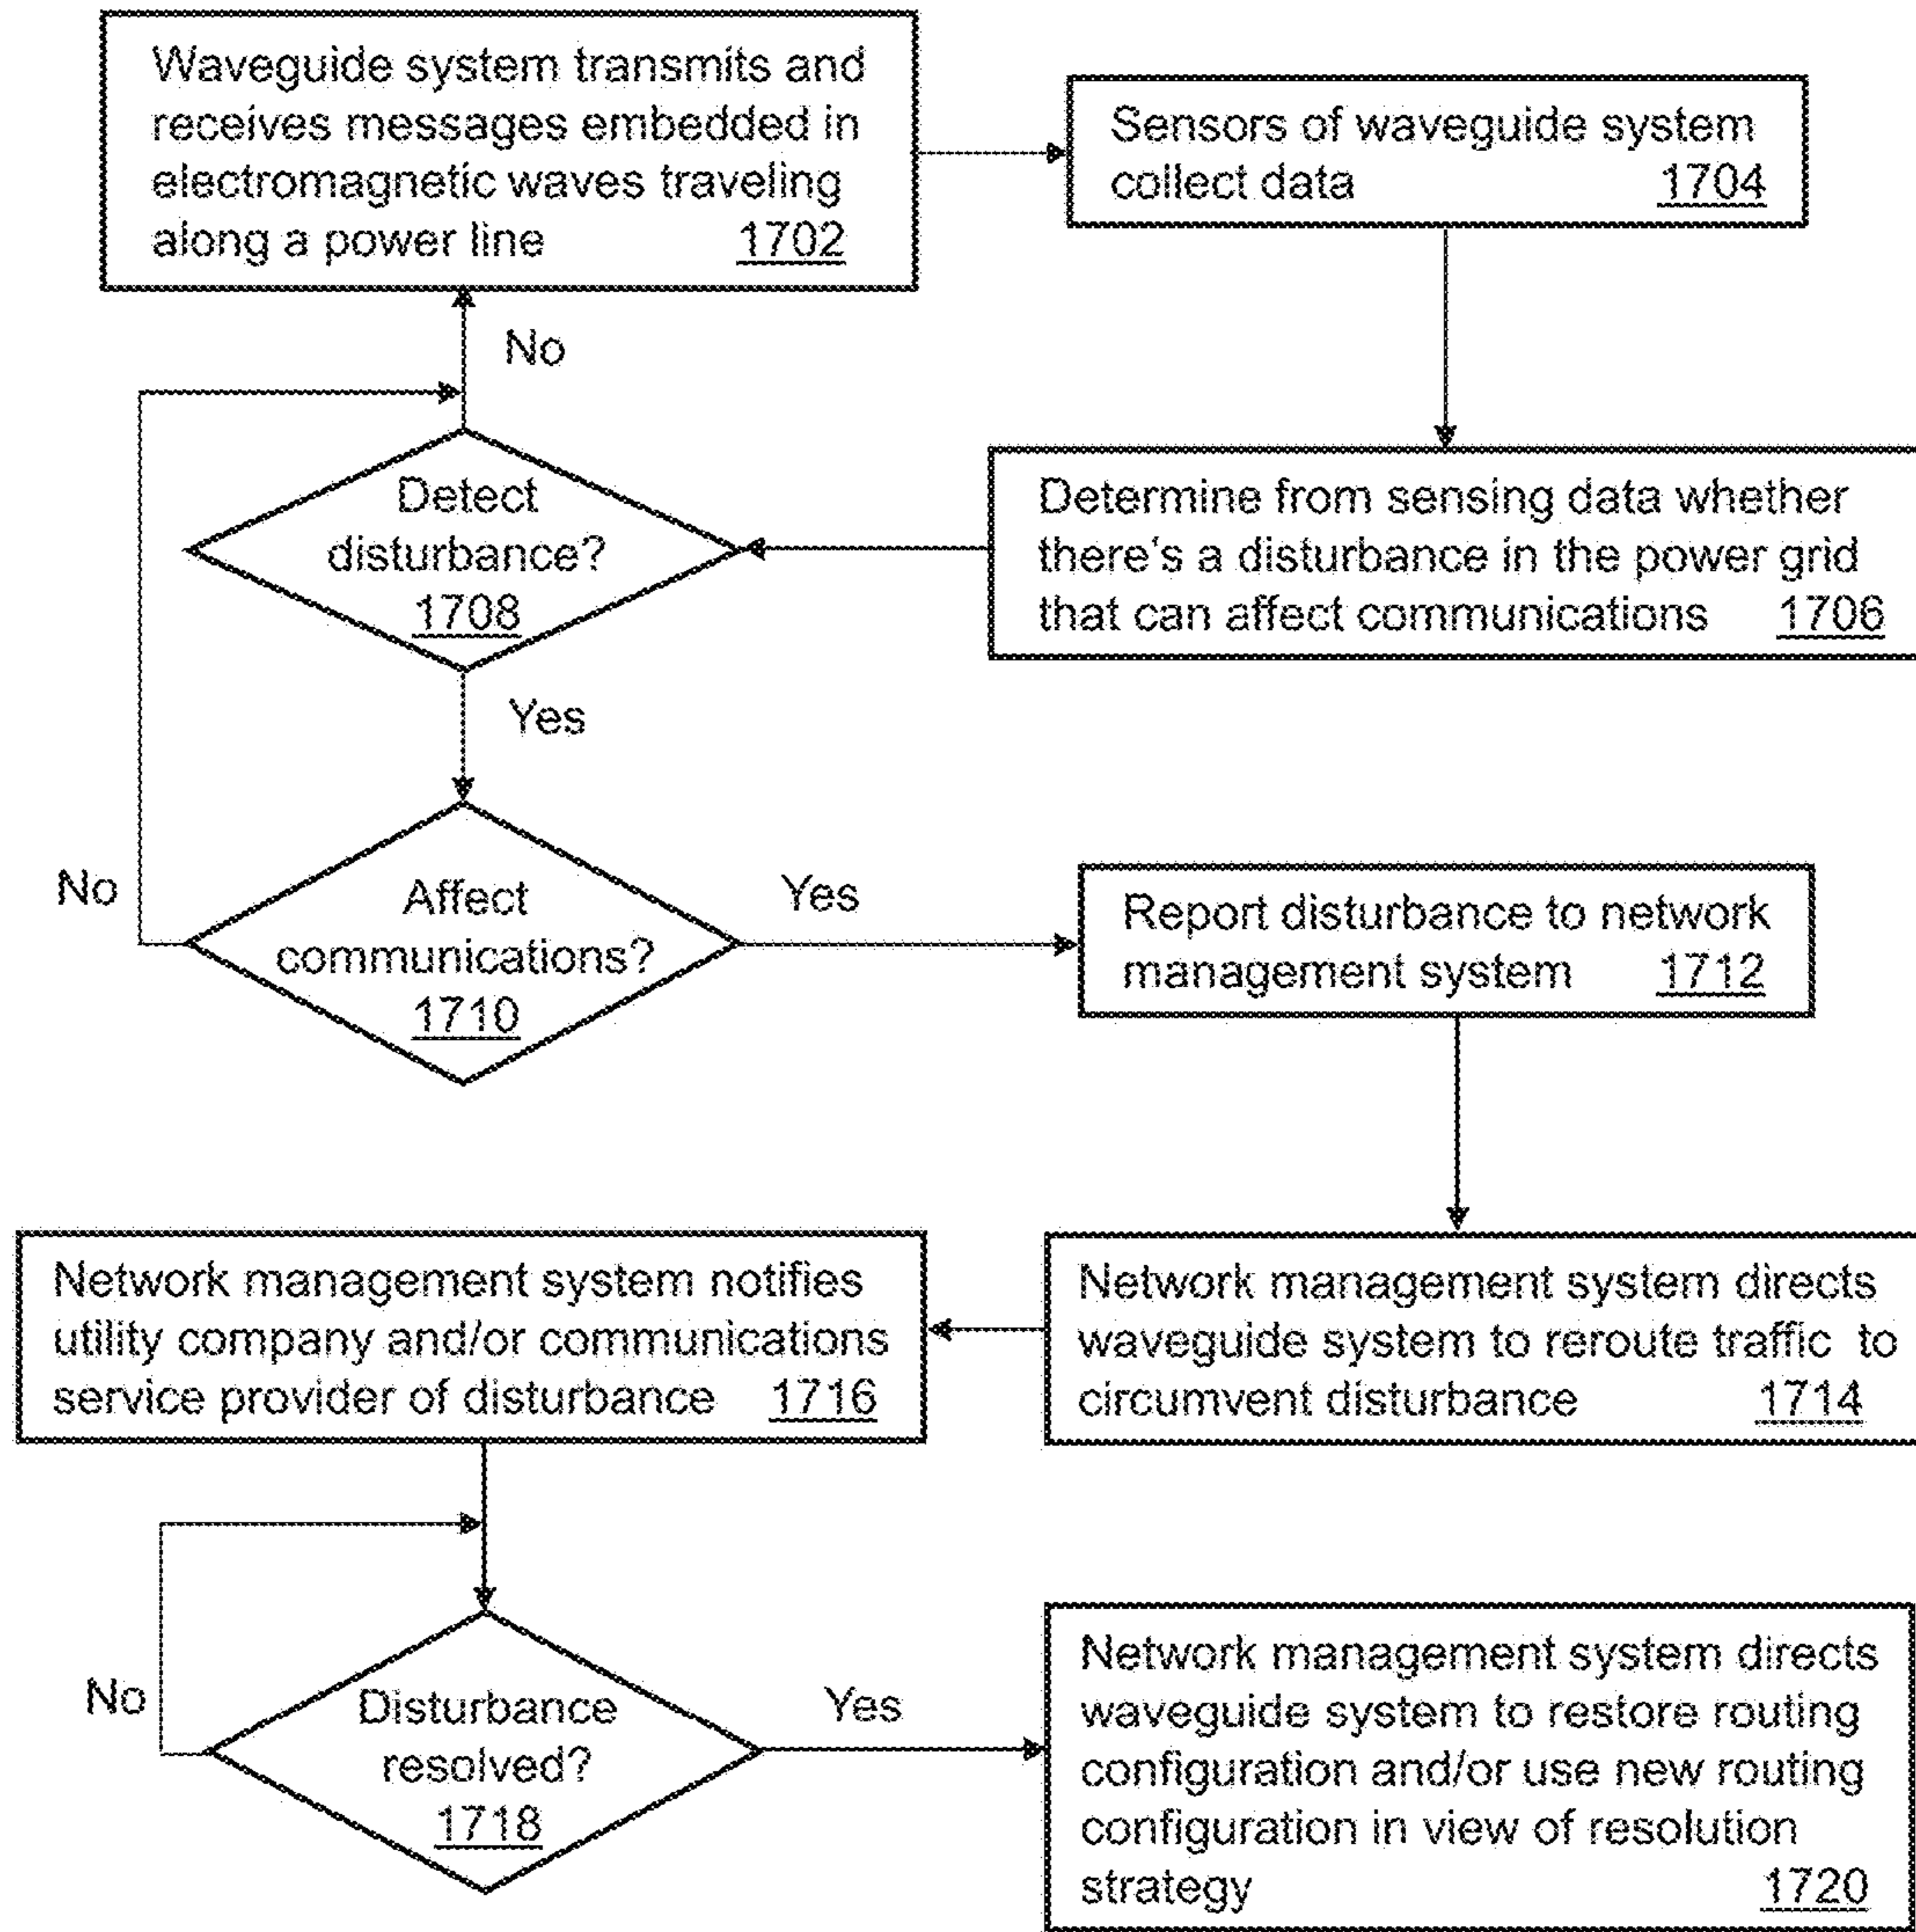 Waveguide system transmits and
receives messages embedded in
electromagnetic waves traveling
along a power line 1702
Sensors of waveguide system
collect data 1704
No
Detect
disturbance?
1708
Determine from sensing data whether
there's a disturbance in the power grid
that can affect communications 1706
Yes
No
Affect
communications?
1710
Yes
Report disturbance to network
management system 1712
Network management system notifies
utility company and/or communications
service provider of disturbance 1716
Network management system directs
waveguide system to reroute traffic to
circumvent disturbance 1714
No
Disturbance
resolved?
1718
Yes
Network management system directs
waveguide system to restore routing
configuration and/or use new routing
configuration in view of resolution
strategy 1720